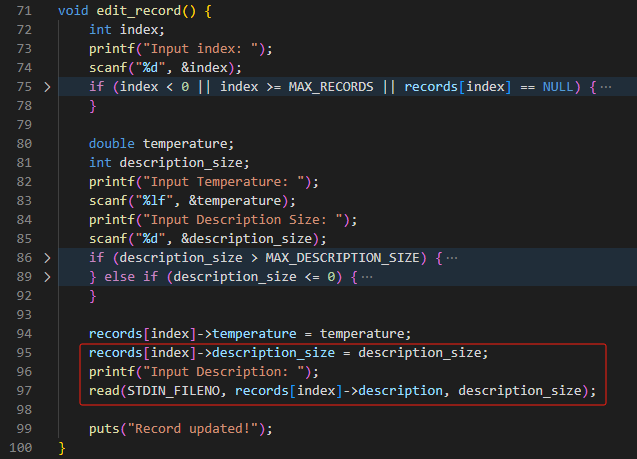 71 void edit_record() {
72 int index;
73 printf("Input index: ");
74 scanf("%d", &index);
75 if (index < 0 || index >= MAX_RECORDS || records[index] == NULL) {···
78 }
79
80 double temperature;
81 int description_size;
82 printf("Input Temperature: ");
83 scanf("%lf", &temperature);
84 printf("Input Description Size: ");
85 scanf("%d", &description_size);
86 if (description_size > MAX_DESCRIPTION_SIZE) {···
89 } else if (description_size <= 0) {···
92 }
93
94 records[index]->temperature = temperature;
95 records[index]->description_size = description_size;
96 printf("Input Description: ");
97 read(STDIN_FILENO, records[index]->description, description_size);
98
99 puts("Record updated!");
100 }